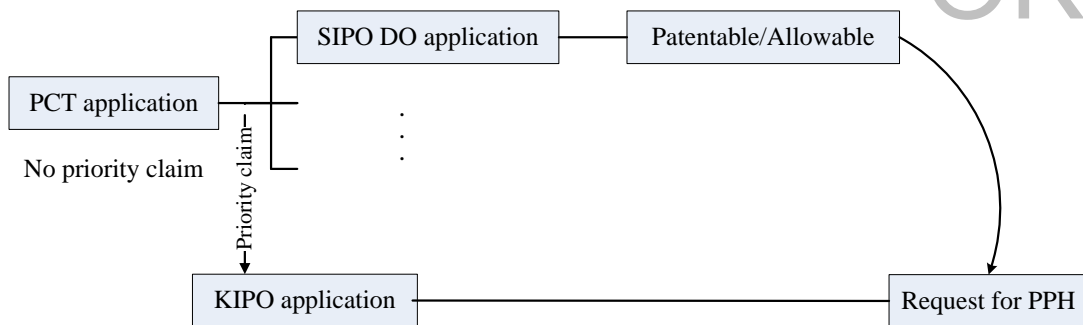 SIPO DO application
Patentable/Allowable
PCT application
No priority claim
Priority claim
KIPO application
Request for PPH